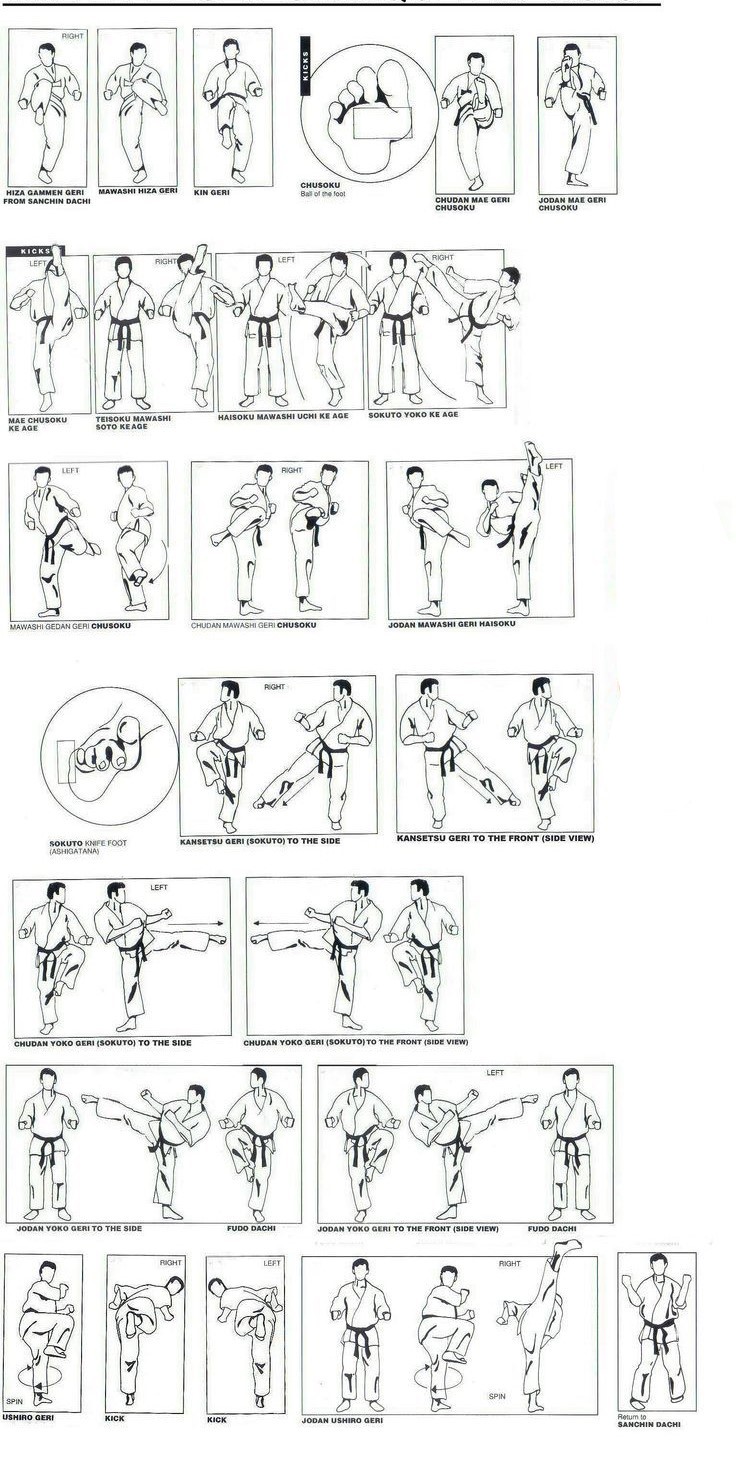 RIGHT
KICKS
HIZA GAMMEN GERI
FROM SANCHIN DACHI
MAWASHI HIZA GERI
KIN GERI
CHUSOKU
Ball of the foot
CHUDAN MAE GERI
CHUSOKU
JODAN MAE GERI
CHUSOKU
KICKS
LEFT
RIGHT
LEFT
RIGHT
MAE CHUSOKU
KE AGE
TEISOKU MAWASHI
SOTO KE AGE
HAISOKU MAWASHI UCHI KE AGE
SOKUTO YOKO KE AGE
LEFT
RIGHT
LEFT
MAWASHI GEDAN GERI CHUSOKU
CHUDAN MAWASHI GERI CHUSOKU
JODAN MAWASHI GERI HAISOKU
RIGHT
SOKUTO KNIFE FOOT
(ASHIGATANA)
KANSETSU GERI (SOKUTO) TO THE SIDE
KANSETSU GERI TO THE FRONT (SIDE VIEW)
LEFT
CHUDAN YOKO GERI (SOKUTO) TO THE SIDE
CHUDAN YOKO GERI (SOKUTO) TO THE FRONT (SIDE VIEW)
LEFT
JODAN YOKO GERI TO THE SIDE
FUDO DACHI
JODAN YOKO GERI TO THE FRONT (SIDE VIEW)
FUDO DACHI
RIGHT
LEFT
RIGHT
SPIN
SPIN
USHIRO GERI
KICK
KICK
JODAN USHIRO GERI
Return to
SANCHIN DACHI